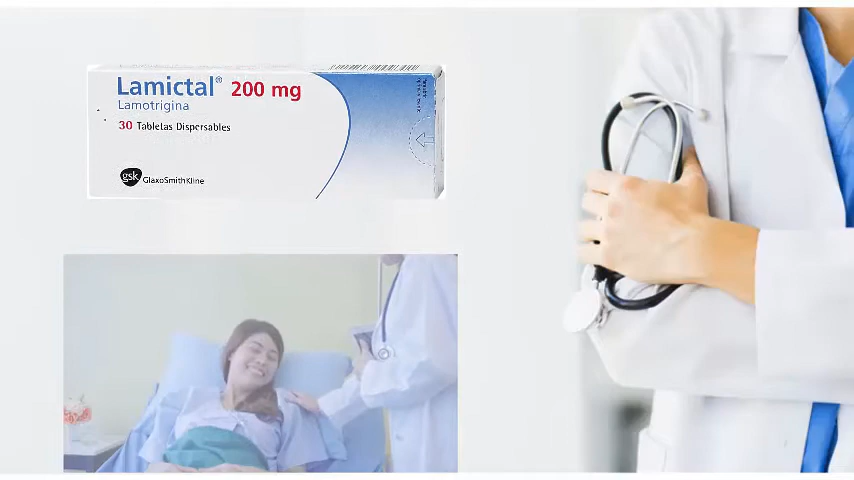 Lamictal® 200 mg
Lamotrigina
30 Tabletas Dispersables
gsk GlaxoSmithKline